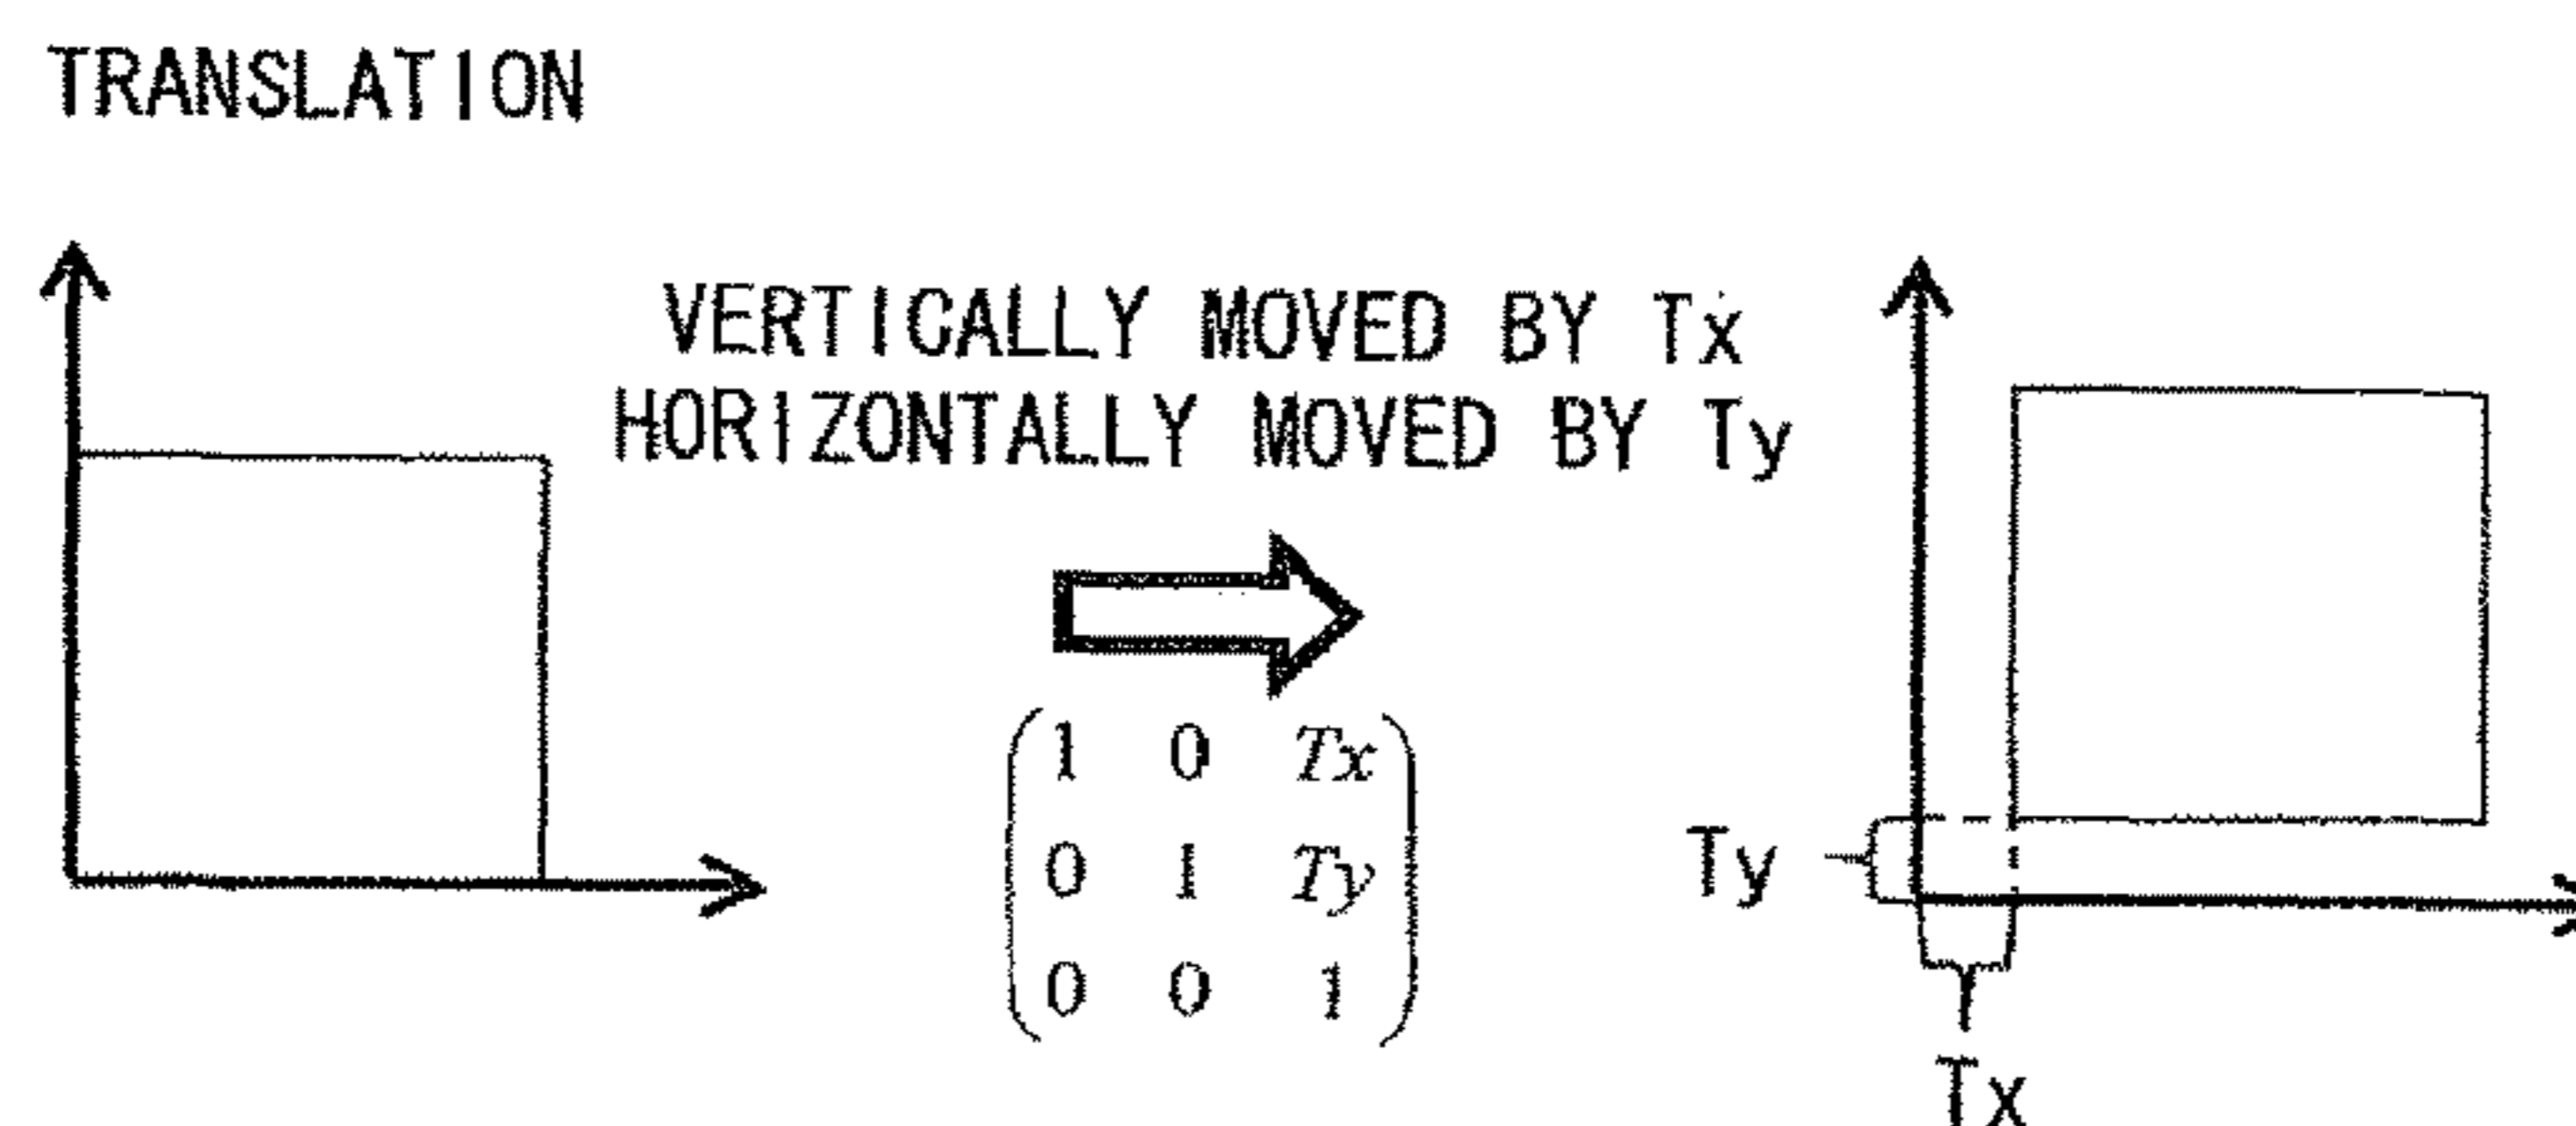 TRANSLATION
VERTICALLY MOVED BY Tx
HORIZONTALLY MOVED BY Ty
1 0 Tx
0 1 Ty
0 0 1
Ty
Tx